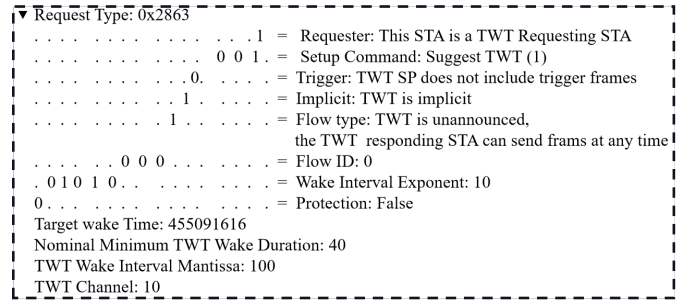 ▼ Request Type: 0x2863
. . . . . . . . . . . . . . . 1 = Requester: This STA is a TWT Requesting STA
. . . . . . . . . . . . 0 0 1 . = Setup Command: Suggest TWT (1)
. . . . . . . . . . . 0. . . . . = Trigger: TWT SP does not include trigger frames
. . . . . . . . . . 1 . . . . . = Implicit: TWT is implicit
. . . . . . . . . 1 . . . . . . = Flow type: TWT is unannounced,
the TWT responding STA can send frams at any time
. . . . . . 0 0 0 . . . . . . . = Flow ID: 0
. 0 1 0 1 0 . . . . . . . . . . = Wake Interval Exponent: 10
0 . . . . . . . . . . . . . . . = Protection: False
Target wake Time: 455091616
Nominal Minimum TWT Wake Duration: 40
TWT Wake Interval Mantissa: 100
TWT Channel: 10